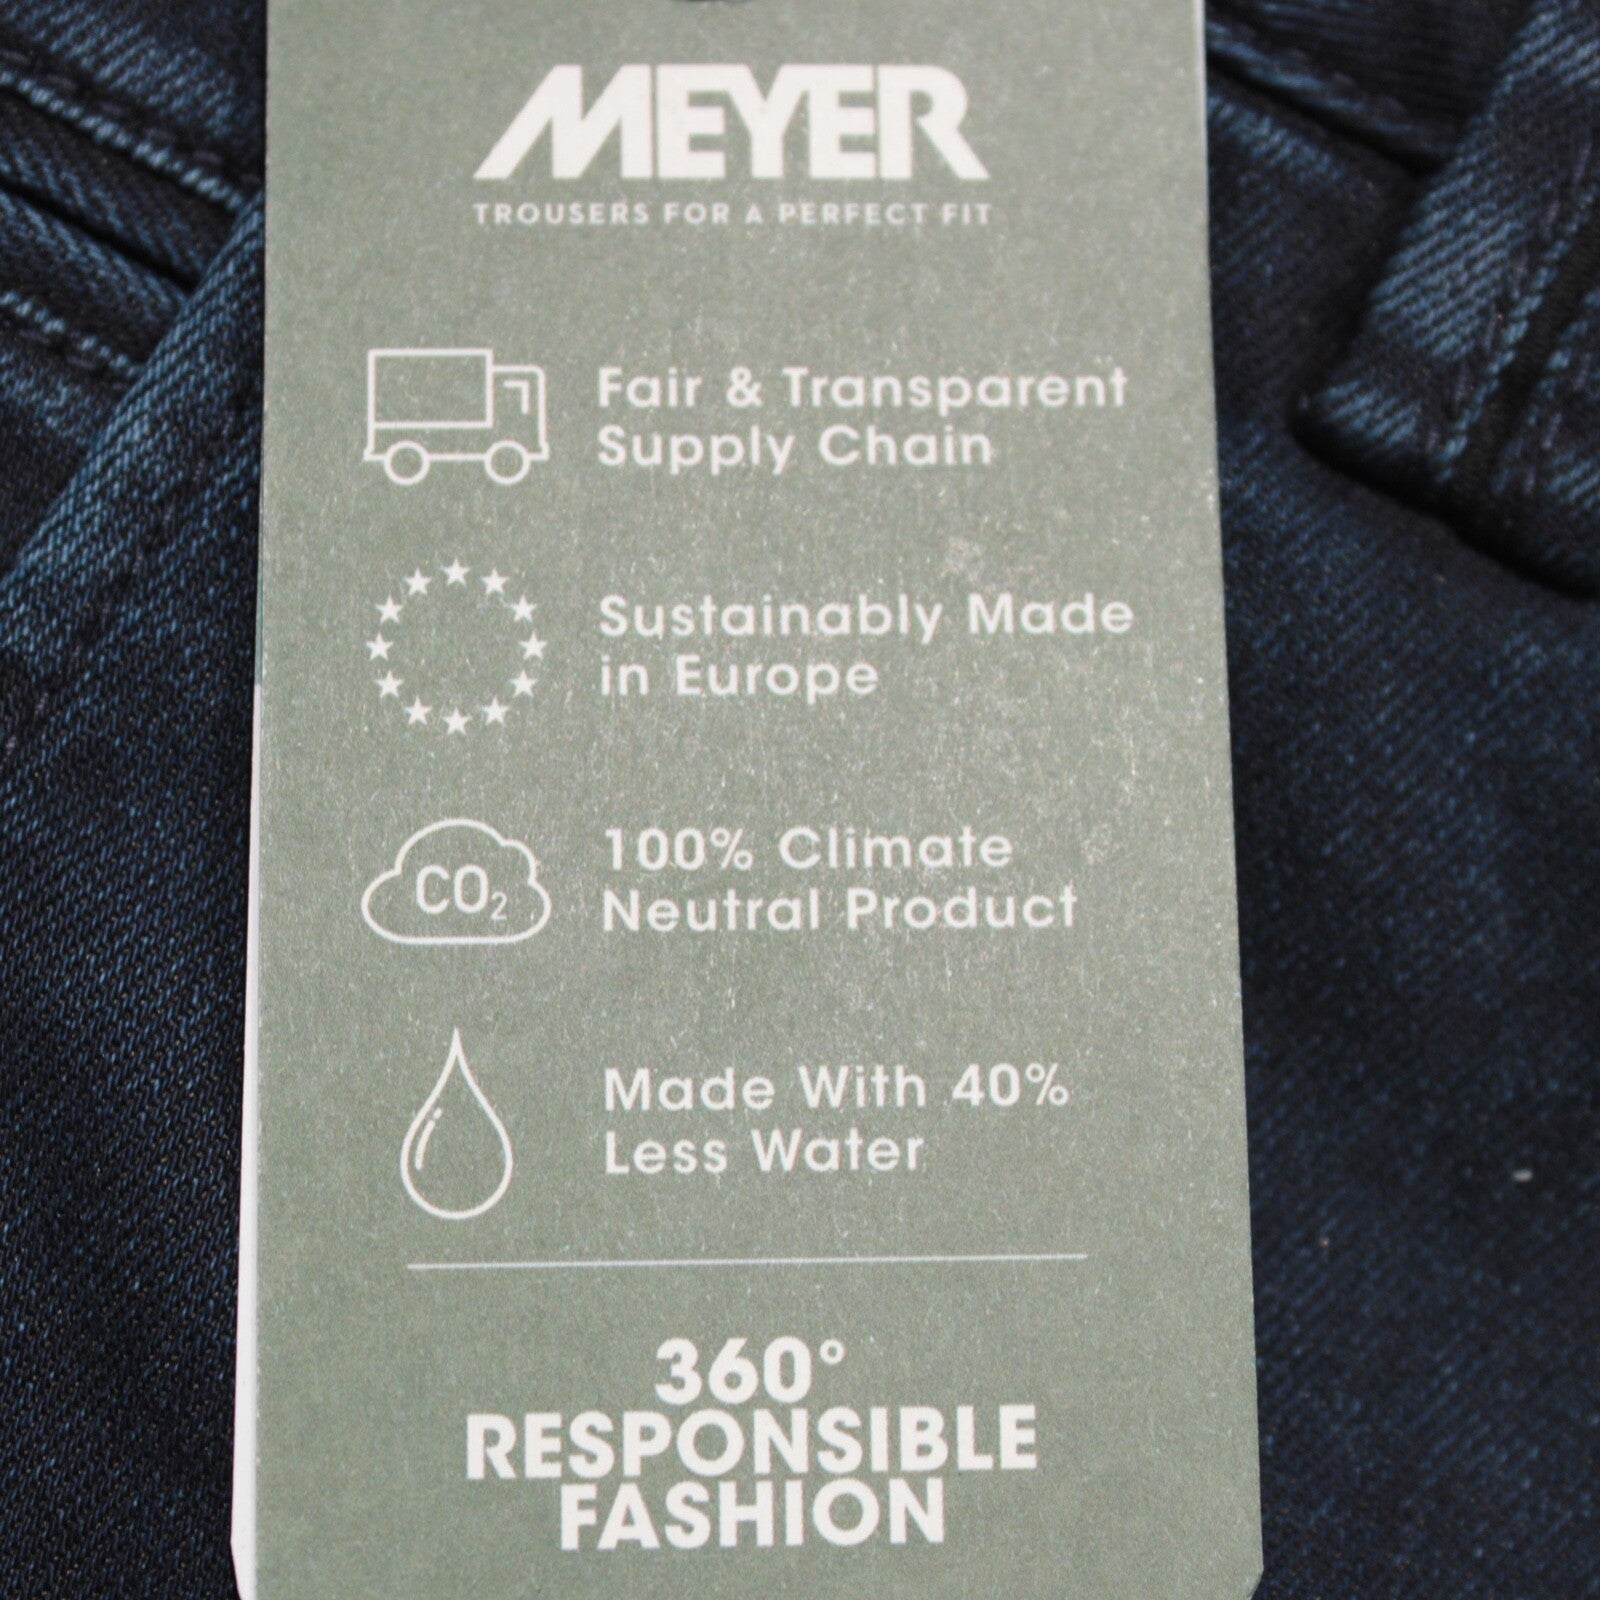 MEYER
TROUSERS FOR A PERFECT FIT
Fair & Transparent
Supply Chain
Sustainably Made
in Europe
CO₂
100% Climate
Neutral Product
Made With 40%
Less Water
360°
RESPONSIBLE
FASHION